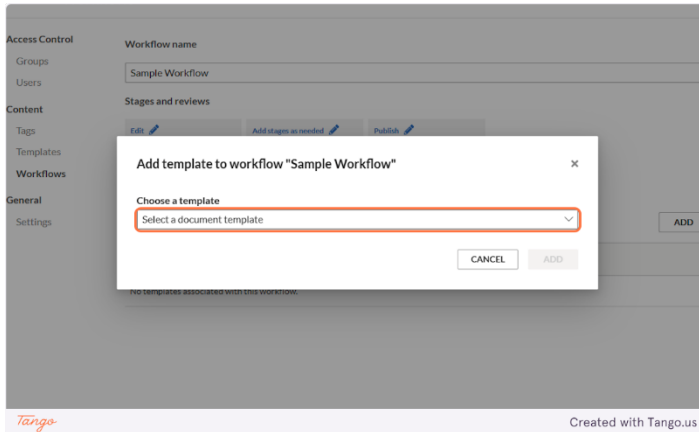 Access Control
Groups
Users
Content
Tags
Templates
Workflows
General
Settings
Workflow name
Sample Workflow
Stages and reviews
Edit
Add stages as needed
Publish
Add template to workflow "Sample Workflow"
×
Choose a template
Select a document template
CANCEL
ADD
ADD
No templates associated with this workflow.
Tango
Created with Tango.us